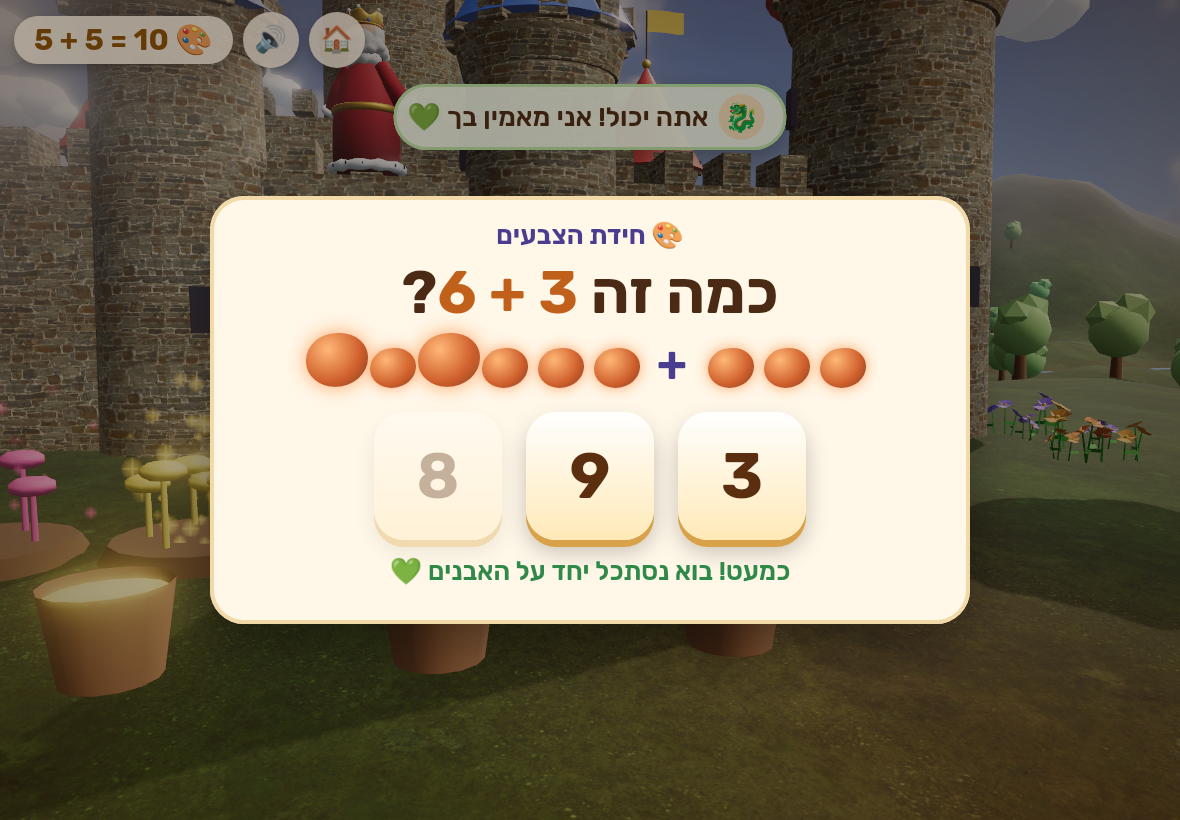 5 + 5 = 10 🎨
אתה יכול! אני מאמין בך 💚
🎨 חידת הצבעים
כמה זה 3 + 6?
+
3
9
8
כמעט! בוא נסתכל יחד על האבנים 💚